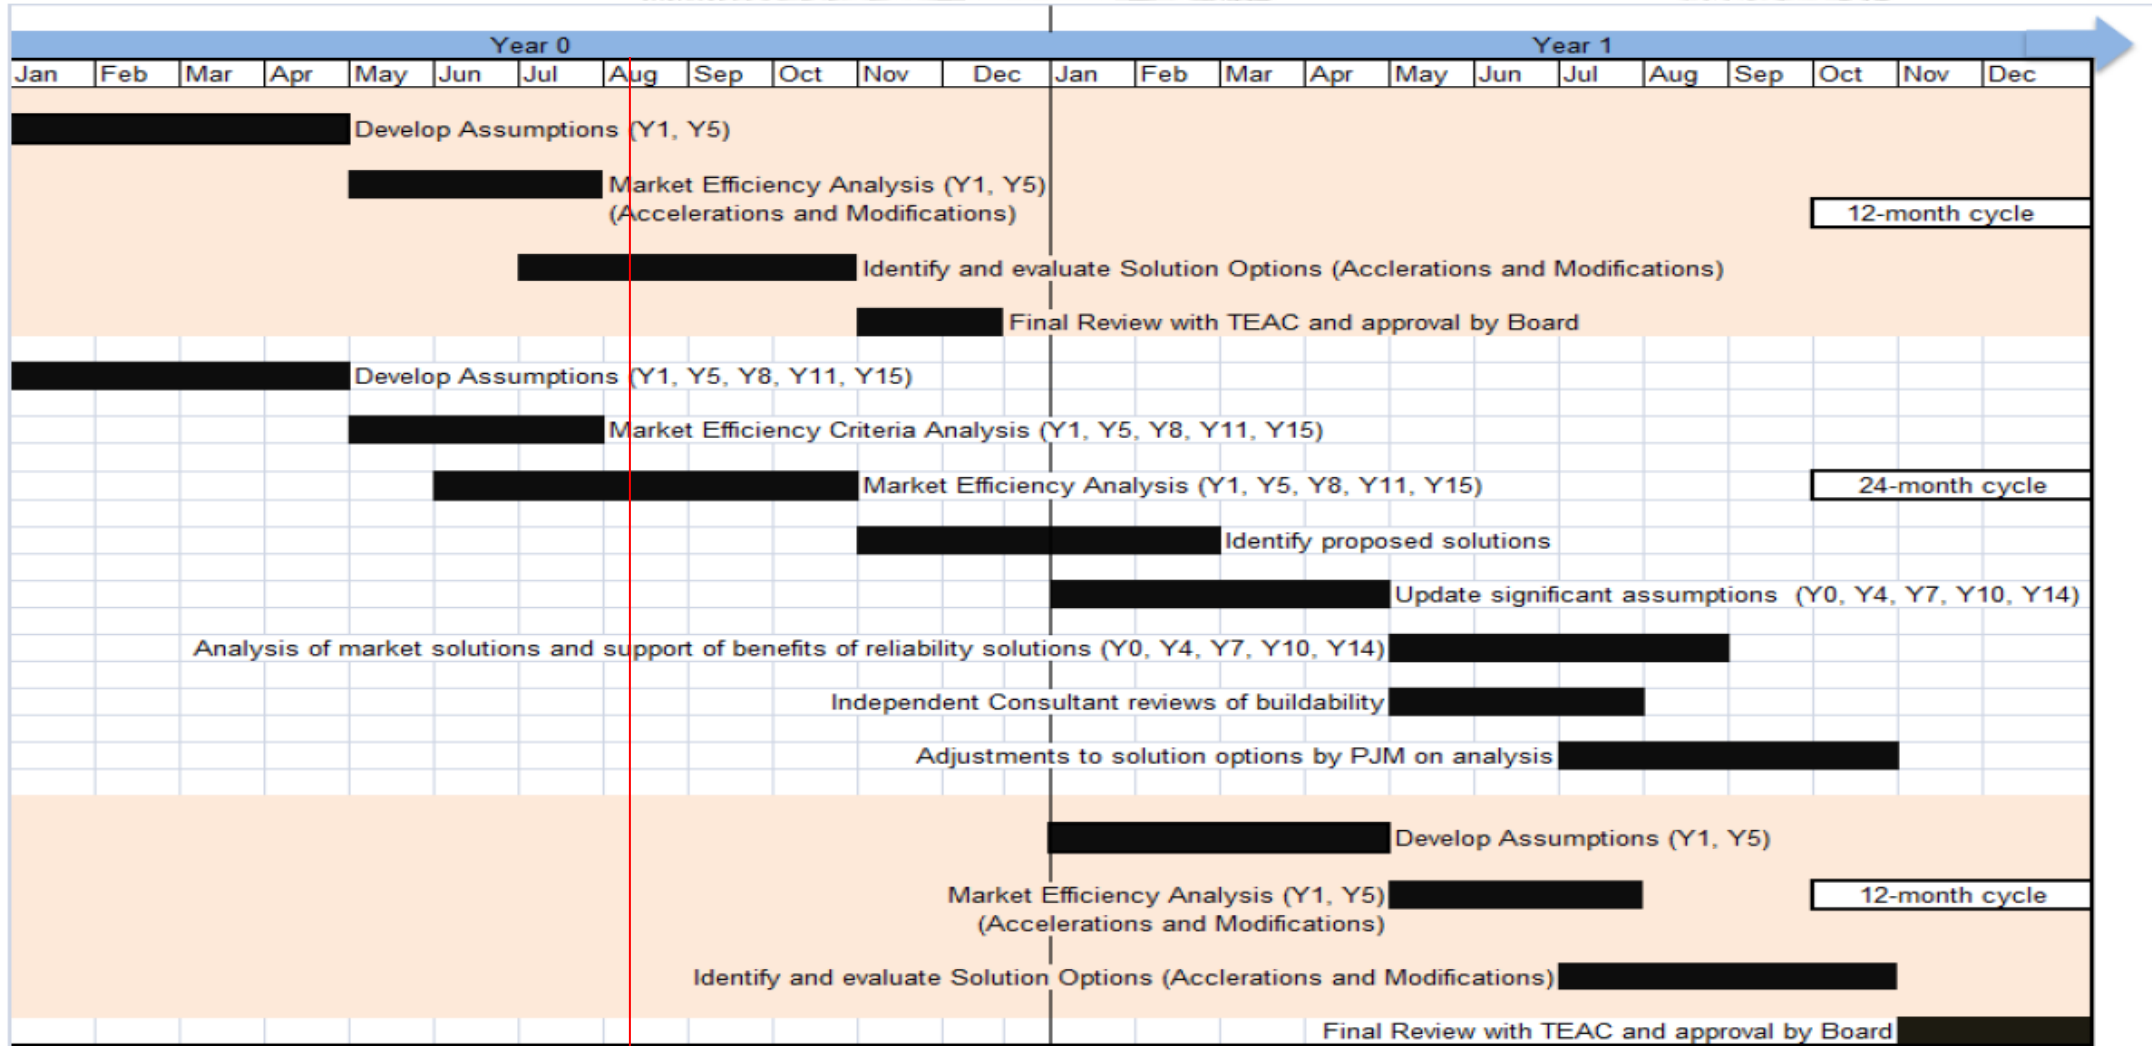 Year 0 Year 1
Jan Feb Mar Apr May Jun Jul Aug Sep Oct Nov Dec Jan Feb Mar Apr May Jun Jul Aug Sep Oct Nov Dec
Develop Assumptions (Y1, Y5)
Market Efficiency Analysis (Y1, Y5)
(Accelerations and Modifications)
12-month cycle
Identify and evaluate Solution Options (Acclerations and Modifications)
Final Review with TEAC and approval by Board
Develop Assumptions (Y1, Y5, Y8, Y11, Y15)
Market Efficiency Criteria Analysis (Y1, Y5, Y8, Y11, Y15)
Market Efficiency Analysis (Y1, Y5, Y8, Y11, Y15)
24-month cycle
Identify proposed solutions
Update significant assumptions (Y0, Y4, Y7, Y10, Y14)
Analysis of market solutions and support of benefits of reliability solutions (Y0, Y4, Y7, Y10, Y14)
Independent Consultant reviews of buildability
Adjustments to solution options by PJM on analysis
Develop Assumptions (Y1, Y5)
Market Efficiency Analysis (Y1, Y5)
(Accelerations and Modifications)
12-month cycle
Identify and evaluate Solution Options (Acclerations and Modifications)
Final Review with TEAC and approval by Board